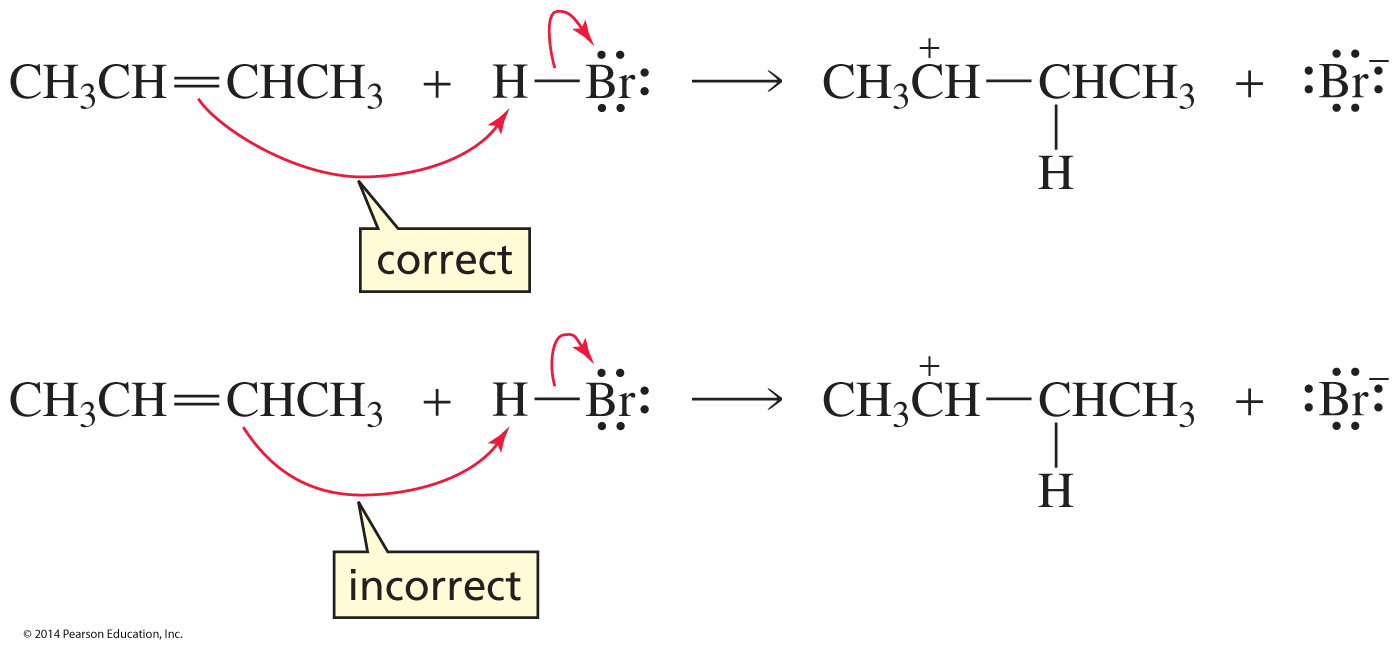 CH₃CH=CHCH₃ + H—Br: ⟶ CH₃CH—CHCH₃ + :Br:⁻
+
H
correct
CH₃CH=CHCH₃ + H—Br: ⟶ CH₃CH—CHCH₃ + :Br:⁻
+
H
incorrect
© 2014 Pearson Education, Inc.